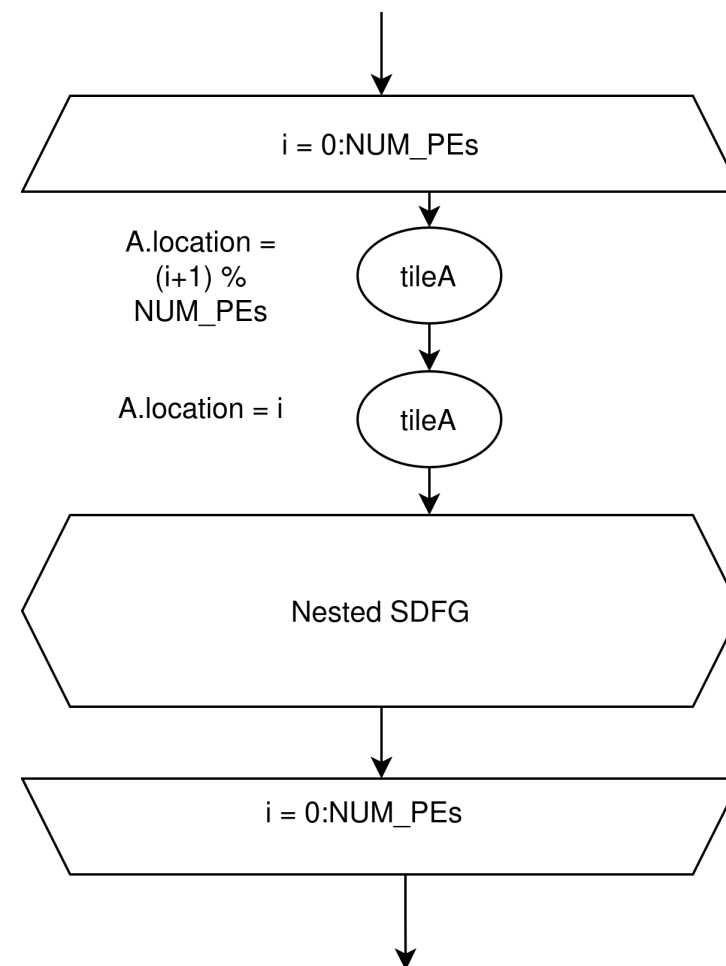 i = 0:NUM_PEs
A.location =
(i+1) %
NUM_PEs
tileA
A.location = i
tileA
Nested SDFG
i = 0:NUM_PEs